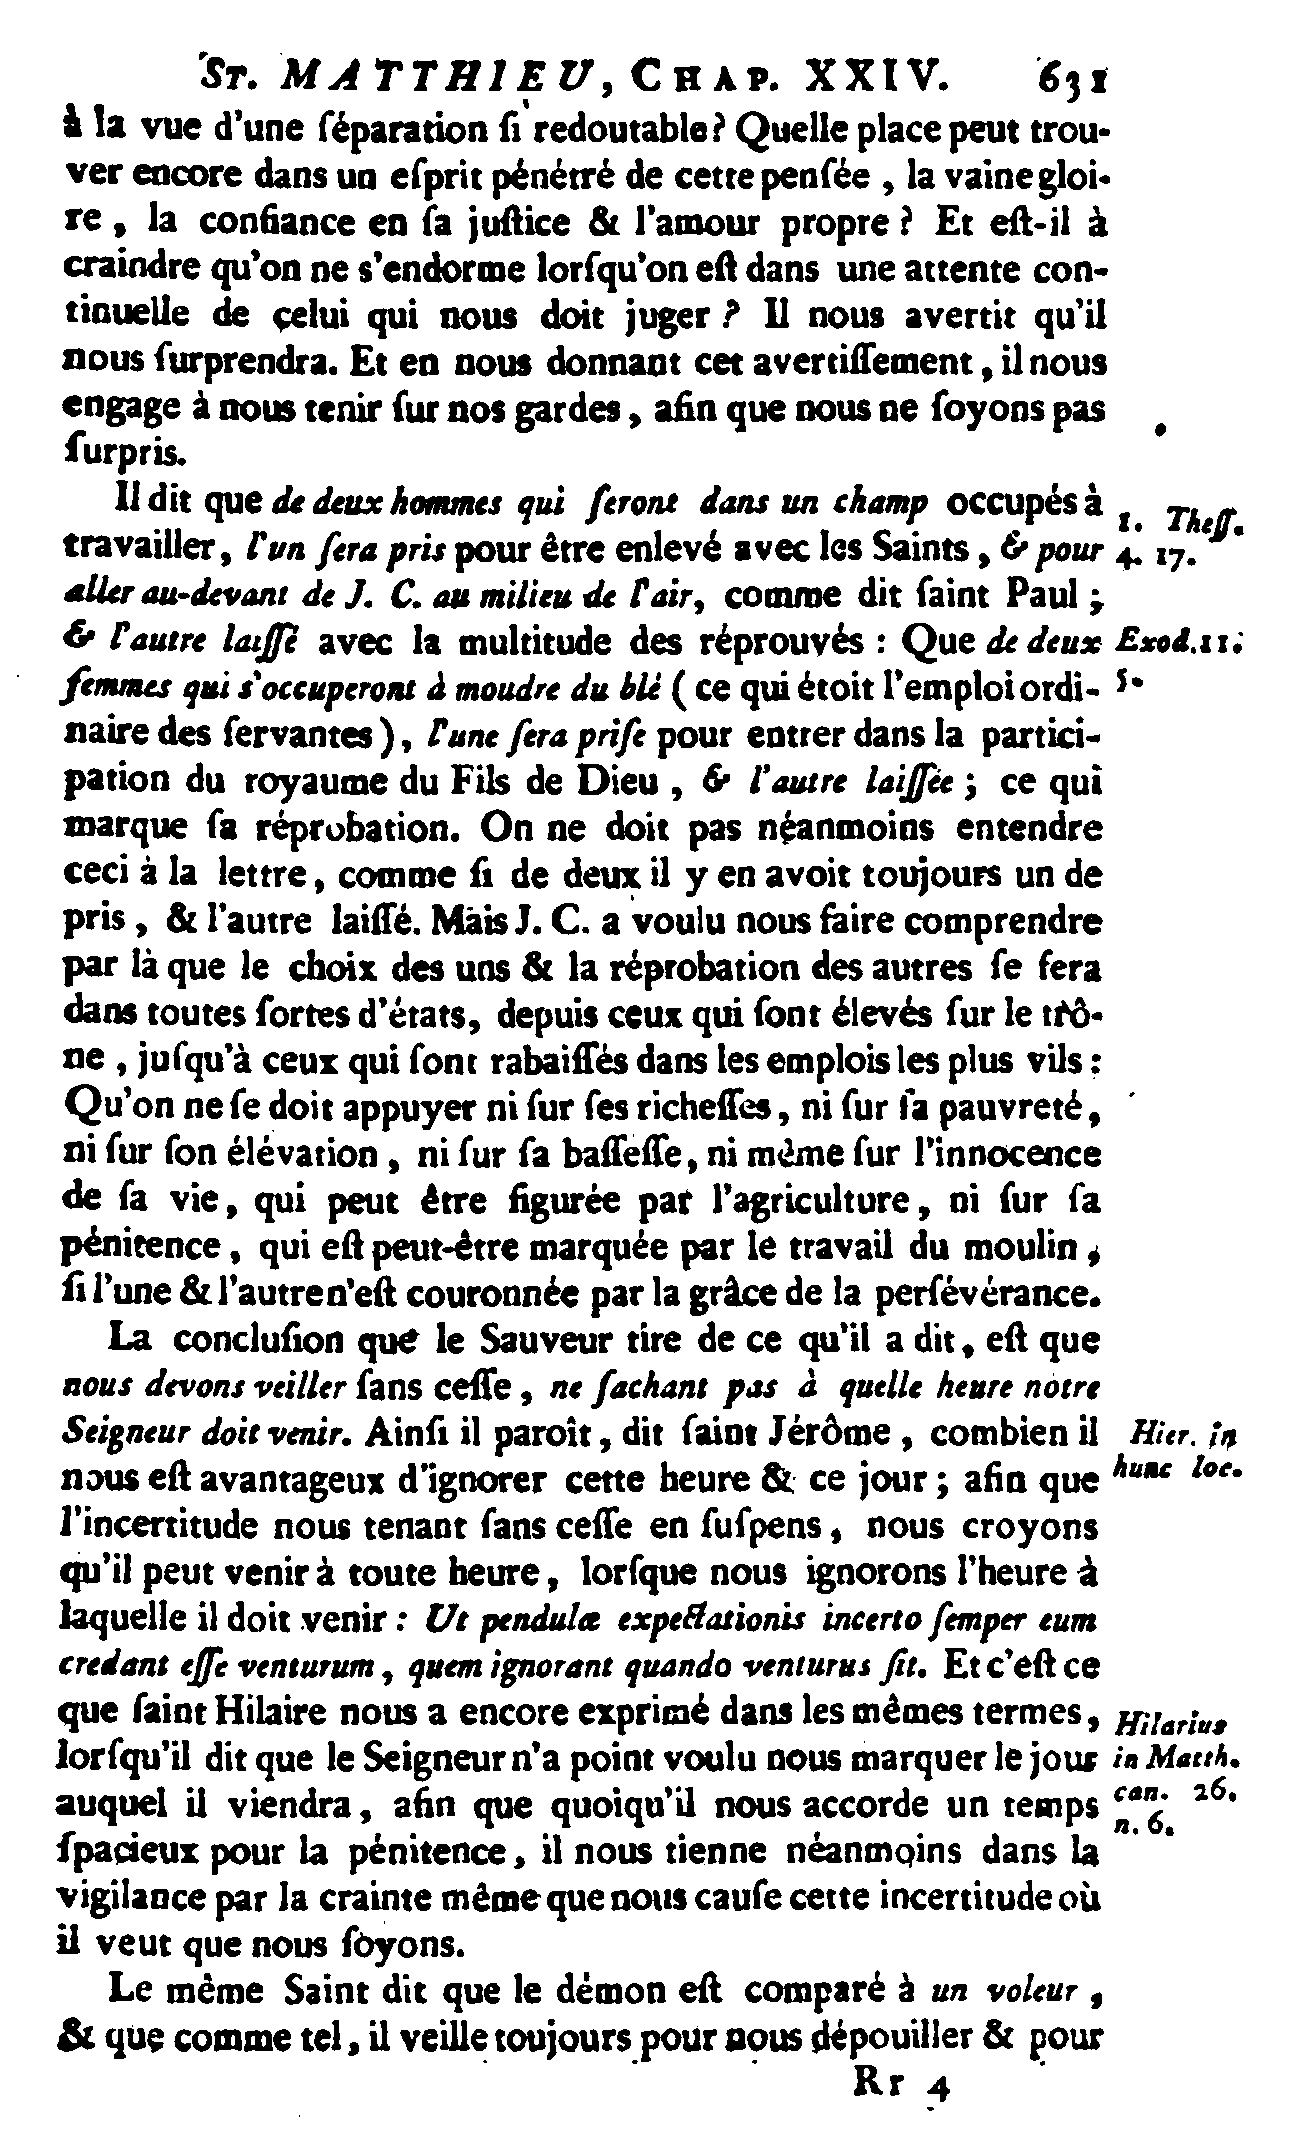 ST. MATTHIEU, CHAP. XXIV. 631
à la vue d'une ſéparation ſi redoutable? Quelle place peut trou-
ver encore dans un eſprit pénétré de cette penſée, la vaine gloi-
re, la confiance en ſa juſtice & l'amour propre? Et eſt-il à
craindre qu'on ne s'endorme lorſqu'on eſt dans une attente con-
tinuelle de celui qui nous doit juger? Il nous avertit qu'il
nous ſurprendra. Et en nous donnant cet avertiſſement, il nous
engage à nous tenir ſur nos gardes, afin que nous ne ſoyons pas
ſurpris.
Il dit que de deux hommes qui ſeront dans un champ occupés à
1. Theſſ.
travailler, l'un ſera pris pour être enlevé avec les Saints, & pour
4. 17.
aller au-devant de J. C. au milieu de l'air, comme dit ſaint Paul;
& l'autre laiſſé avec la multitude des réprouvés: Que de deux
Exod. 11.
femmes qui s'occuperont à moudre du blé (ce qui étoit l'emploi ordi-
5.
naire des ſervantes), l'une ſera priſe pour entrer dans la partici-
pation du royaume du Fils de Dieu, & l'autre laiſſée; ce qui
marque ſa réprobation. On ne doit pas néanmoins entendre
ceci à la lettre, comme ſi de deux il y en avoit toujours un de
pris, & l'autre laiſſé. Mais J. C. a voulu nous faire comprendre
par là que le choix des uns & la réprobation des autres ſe fera
dans toutes ſortes d'états, depuis ceux qui ſont élevés ſur le trô-
ne, juſqu'à ceux qui ſont rabaiſſés dans les emplois les plus vils:
Qu'on ne ſe doit appuyer ni ſur ſes richeſſes, ni ſur ſa pauvreté,
ni ſur ſon élévation, ni ſur ſa baſſeſſe, ni même ſur l'innocence
de ſa vie, qui peut être figurée par l'agriculture, ni ſur ſa
pénitence, qui eſt peut-être marquée par le travail du moulin,
ſi l'une & l'autre n'eſt couronnée par la grâce de la perſévérance.
La concluſion que le Sauveur tire de ce qu'il a dit, eſt que
nous devons veiller ſans ceſſe, ne ſachant pas à quelle heure notre
Seigneur doit venir. Ainſi il paroît, dit ſaint Jérôme, combien il
Hier. in
nous eſt avantageux d'ignorer cette heure & ce jour; afin que
hunc loc.
l'incertitude nous tenant ſans ceſſe en ſuſpens, nous croyons
qu'il peut venir à toute heure, lorſque nous ignorons l'heure à
laquelle il doit venir: Ut pendulæ expectationis incerto ſemper eum
credant eſſe venturum, quem ignorant quando venturus ſit. Et c'eſt ce
que ſaint Hilaire nous a encore exprimé dans les mêmes termes,
Hilarius
lorſqu'il dit que le Seigneur n'a point voulu nous marquer le jour
in Matth.
auquel il viendra, afin que quoiqu'il nous accorde un temps
can. 26.
n. 6.
ſpacieux pour la pénitence, il nous tienne néanmoins dans la
vigilance par la crainte même que nous cauſe cette incertitude où
il veut que nous ſoyons.
Le même Saint dit que le démon eſt comparé à un voleur,
& que comme tel, il veille toujours pour nous dépouiller & pour
Rr 4